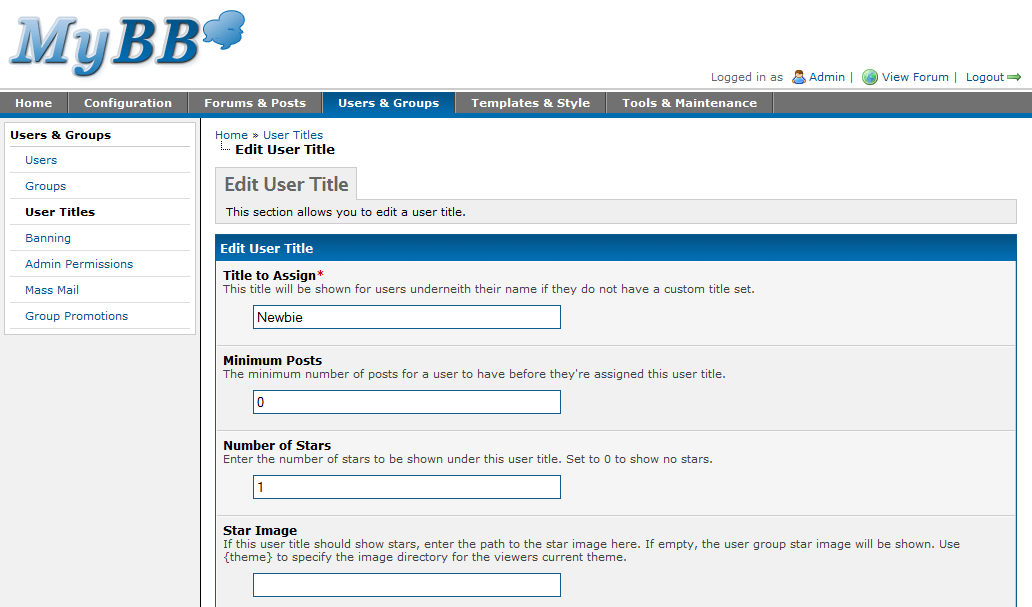 MyBB
Logged in as Admin | View Forum | Logout
Home Configuration Forums & Posts Users & Groups Templates & Style Tools & Maintenance
Users & Groups
Users
Groups
User Titles
Banning
Admin Permissions
Mass Mail
Group Promotions
Home » User Titles
Edit User Title
Edit User Title
This section allows you to edit a user title.
Edit User Title
Title to Assign*
This title will be shown for users underneith their name if they do not have a custom title set.
Newbie
Minimum Posts
The minimum number of posts for a user to have before they're assigned this user title.
0
Number of Stars
Enter the number of stars to be shown under this user title. Set to 0 to show no stars.
1
Star Image
If this user title should show stars, enter the path to the star image here. If empty, the user group star image will be shown. Use
{theme} to specify the image directory for the viewers current theme.